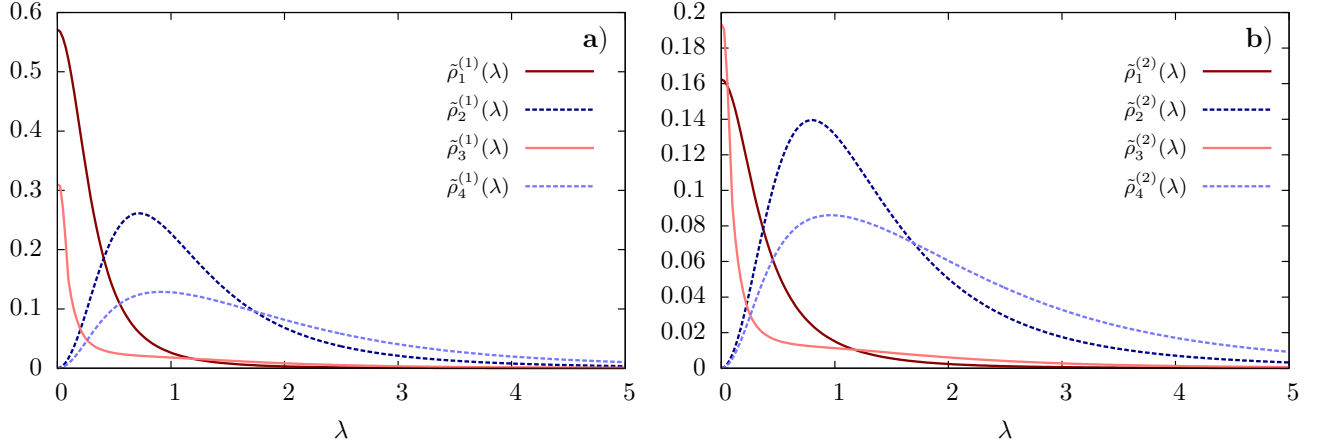 0.6
0.5
0.4
0.3
0.2
0.1
0
0 1 2 3 4 5
λ
a)
ρ̃₁⁽¹⁾(λ)
ρ̃₂⁽¹⁾(λ)
ρ̃₃⁽¹⁾(λ)
ρ̃₄⁽¹⁾(λ)
0.2
0.18
0.16
0.14
0.12
0.1
0.08
0.06
0.04
0.02
0
0 1 2 3 4 5
λ
b)
ρ̃₁⁽²⁾(λ)
ρ̃₂⁽²⁾(λ)
ρ̃₃⁽²⁾(λ)
ρ̃₄⁽²⁾(λ)